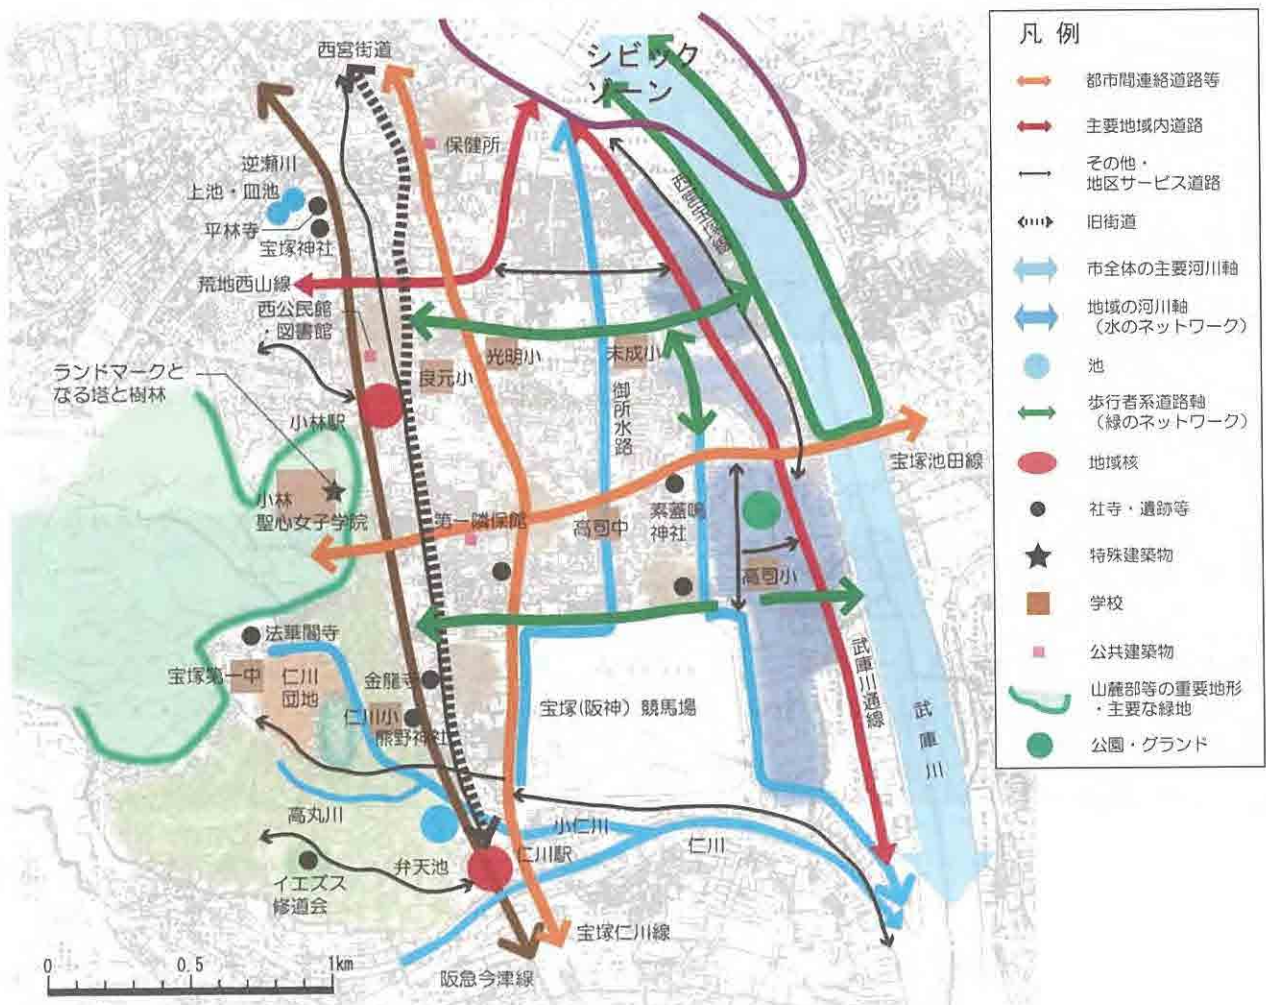 西宮街道
シビック
ゾーン
保健所
逆瀬川
上池・皿池
平林寺
宝塚神社
荒地西山線
西公民館
・図書館
光明小
末成小
良元小
ランドマークと
なる塔と樹林
小林駅
御所水路
宝塚池田線
小林
聖心女子学院
第一隣保館
高司中
素盞嗚
神社
高司小
法華閣寺
宝塚第一中
仁川
団地
金龍寺
仁川小
熊野神社
宝塚(阪神)競馬場
武庫川通線
武庫川
高丸川
小仁川
仁川
仁川駅
弁天池
イエズス
修道会
宝塚仁川線
阪急今津線
0 0.5 1km
凡例
都市間連絡道路等
主要地域内道路
その他・
地区サービス道路
旧街道
市全体の主要河川軸
地域の河川軸
(水のネットワーク)
池
歩行者系道路軸
(緑のネットワーク)
地域核
社寺・遺跡等
特殊建築物
学校
公共建築物
山麓部等の重要地形
・主要な緑地
公園・グランド